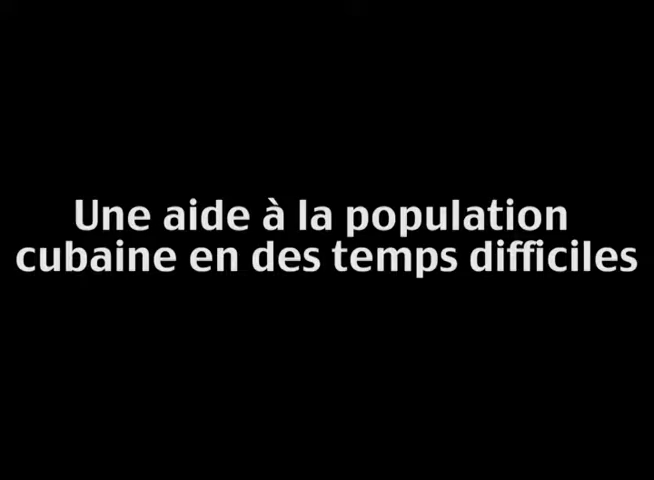 Une aide à la population
cubaine en des temps difficiles